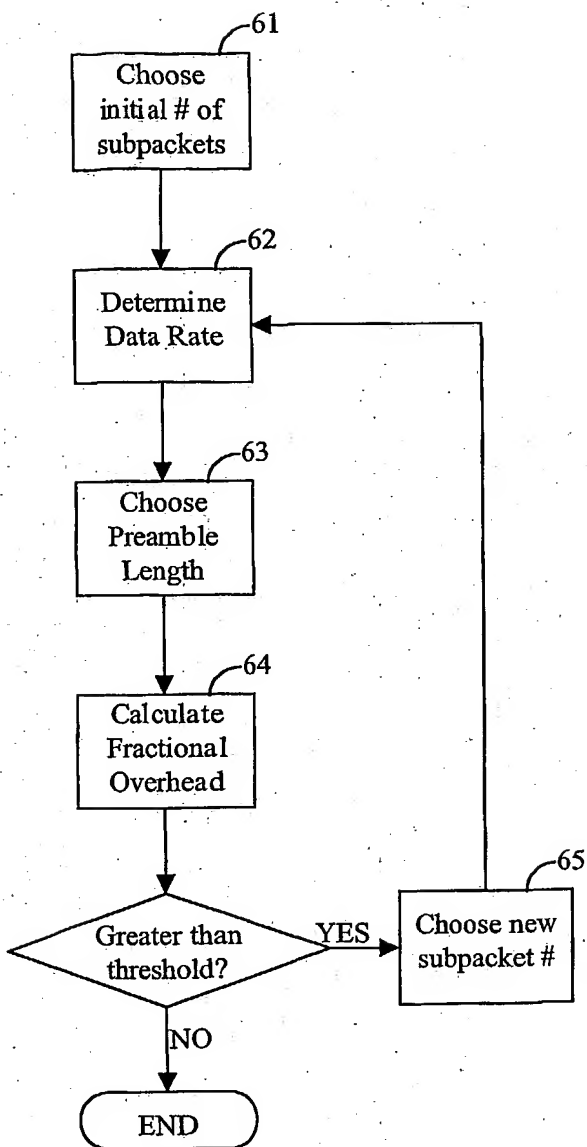 61
Choose
initial # of
subpackets
62
Determine
Data Rate
63
Choose
Preamble
Length
64
Calculate
Fractional
Overhead
65
Greater than
threshold?
YES
Choose new
subpacket #
NO
END